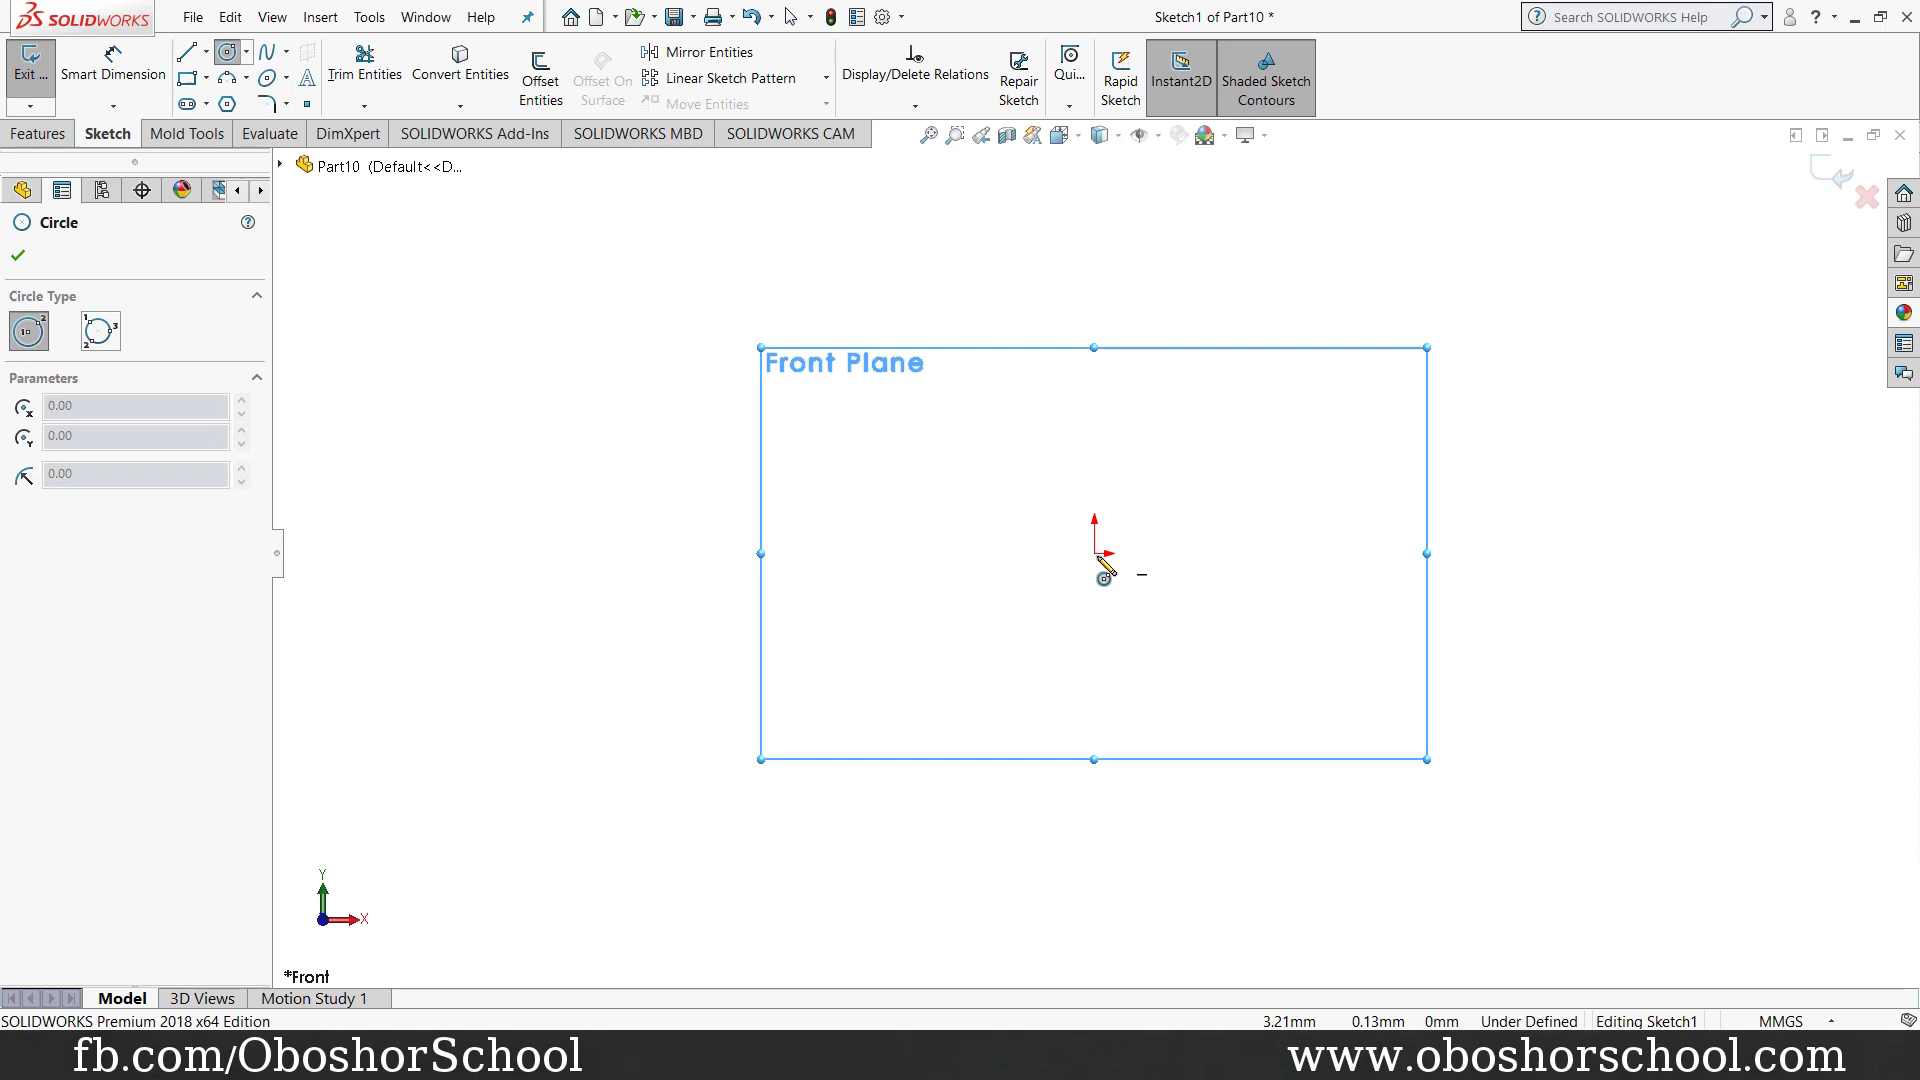 SOLIDWORKS
File
Edit
View
Insert
Tools
Window
Help
Sketch1 of Part10 *
Search SOLIDWORKS Help
Exit ...
Smart Dimension
Trim Entities
Convert Entities
Offset
Entities
Offset On
Surface
Mirror Entities
Linear Sketch Pattern
Move Entities
Display/Delete Relations
Repair
Sketch
Qui...
Rapid
Sketch
Instant2D
Shaded Sketch
Contours
Features
Sketch
Mold Tools
Evaluate
DimXpert
SOLIDWORKS Add-Ins
SOLIDWORKS MBD
SOLIDWORKS CAM
Part10 (Default<<D...
Circle
Circle Type
Parameters
0.00
0.00
0.00
Front Plane
Y
X
*Front
Model
3D Views
Motion Study 1
SOLIDWORKS Premium 2018 x64 Edition
3.21mm
0.13mm
0mm
Under Defined
Editing Sketch1
MMGS
fb.com/OboshorSchool
www.oboshorschool.com